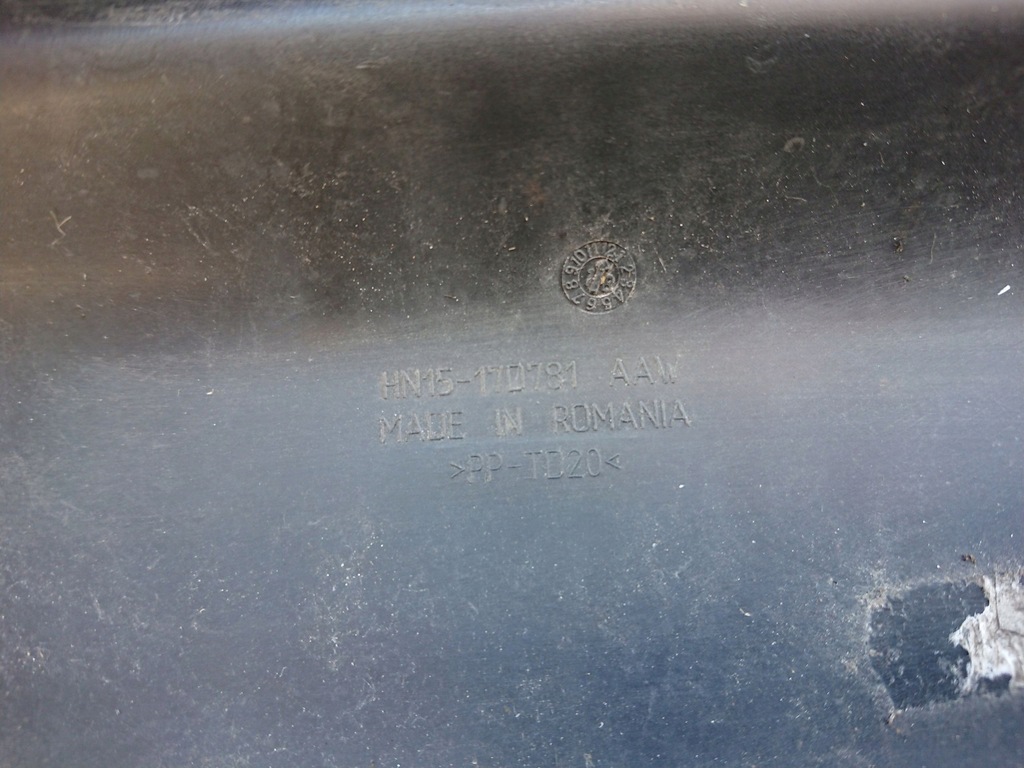 HN15-17D781 AAW
MADE IN ROMANIA
>PP-TD20<